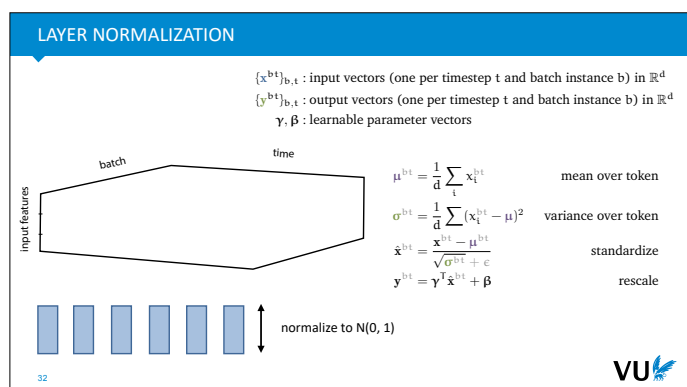 LAYER NORMALIZATION
{x^bt}_b,t : input vectors (one per timestep t and batch instance b) in ℝ^d
{y^bt}_b,t : output vectors (one per timestep t and batch instance b) in ℝ^d
γ, β : learnable parameter vectors
time
batch
input features
μ^bt = 1/d ∑_i x_i^bt mean over token
σ^bt = 1/d ∑ (x_i^bt − μ)² variance over token
x̂^bt = (x^bt − μ^bt) / (√σ^bt + ϵ) standardize
y^bt = γ^T x̂^bt + β rescale
normalize to N(0, 1)
32
VU